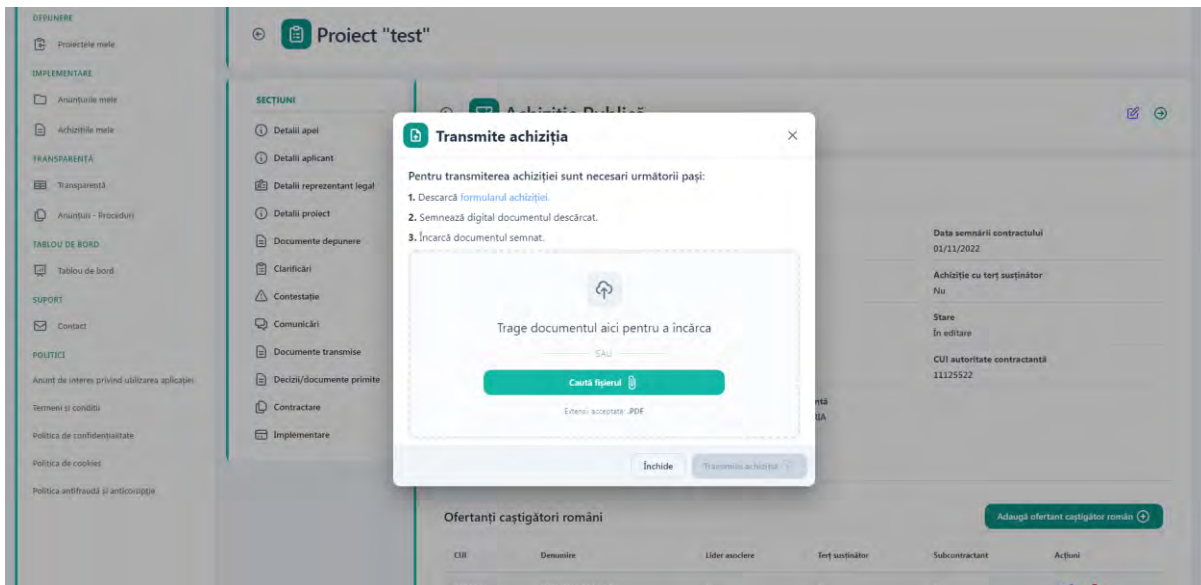 DEPUNERE
Proiectele mele
IMPLEMENTARE
Anunțurile mele
Achizițiile mele
TRANSPARENȚA
Transparență
Anunțuri - Proceduri
TABLOU DE BORD
Tablou de bord
SUPORT
Contact
POLITICI
Anunt de interes privind utilizarea aplicației
Termeni și condiții
Politica de confidențialitate
Politica de cookies
Politica antifraudă și anticorupție
Proiect "test"
SECȚIUNI
Detalii apel
Detalii aplicant
Detalii reprezentant legal
Detalii proiect
Documente depunere
Clarificări
Contestație
Comunicări
Documente transmise
Decizii/documente primite
Contractare
Implementare
Achiziție Publică
Transmite achiziția
Pentru transmiterea achiziției sunt necesari următorii pași:
1. Descarcă formularul achiziției.
2. Semnează digital documentul descărcat.
3. Încarcă documentul semnat.
Trage documentul aici pentru a încărca
SAU
Caută fișierul
Extensii acceptate: .PDF
Închide
Transmite achiziția
Data semnării contractului
01/11/2022
Achiziție cu terț susținător
Nu
Stare
În editare
CUI autoritate contractantă
11125522
Ofertanți caștigători români
Adaugă ofertant caștigător român
CUI
Denumire
Lider asociere
Terț susținător
Subcontractant
Acțiuni